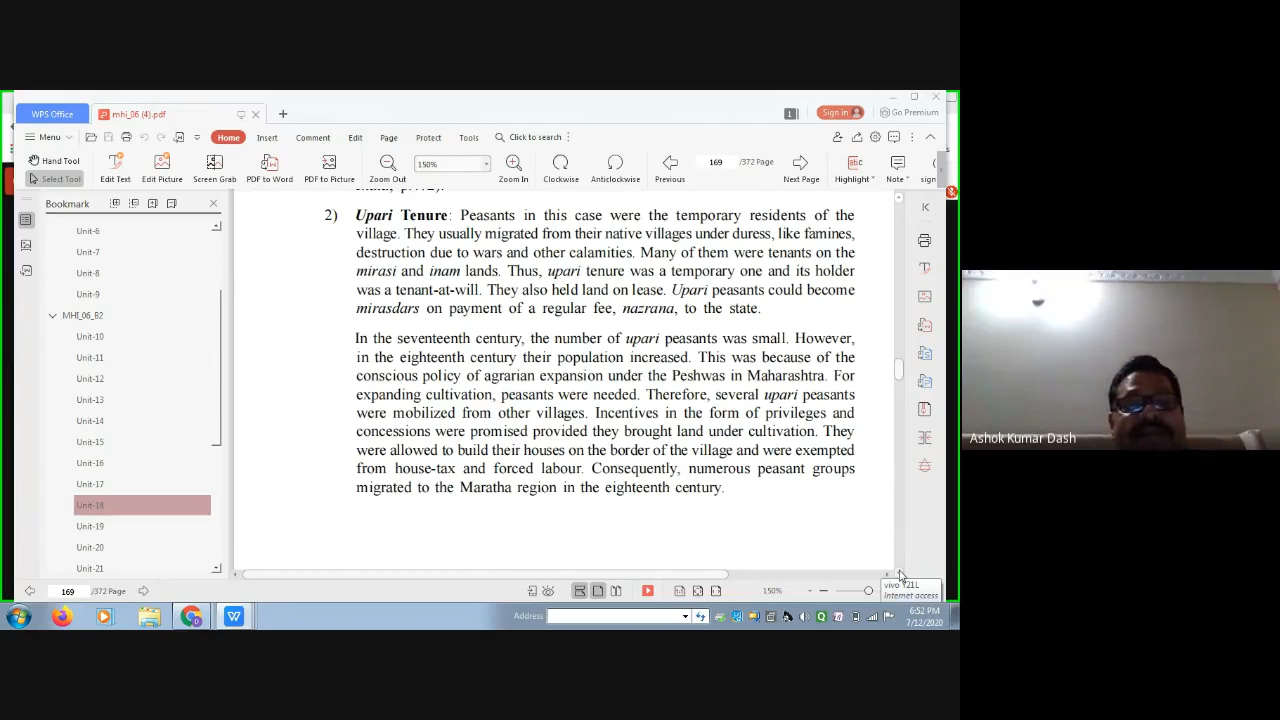 WPS Office
mhi_06 (4).pdf
1
Sign in
Go Premium
Menu
Home
Insert
Comment
Edit
Page
Protect
Tools
Click to search
Hand Tool
Select Tool
Edit Text
Edit Picture
Screen Grab
PDF to Word
PDF to Picture
Zoom Out
150%
Zoom In
Clockwise
Anticlockwise
Previous
169
/372 Page
Next Page
Highlight
Note
sign
Bookmark
Unit-6
Unit-7
Unit-8
Unit-9
MHI_06_B2
Unit-10
Unit-11
Unit-12
Unit-13
Unit-14
Unit-15
Unit-16
Unit-17
Unit-18
Unit-19
Unit-20
Unit-21
2) Upari Tenure: Peasants in this case were the temporary residents of the
village. They usually migrated from their native villages under duress, like famines,
destruction due to wars and other calamities. Many of them were tenants on the
mirasi and inam lands. Thus, upari tenure was a temporary one and its holder
was a tenant-at-will. They also held land on lease. Upari peasants could become
mirasdars on payment of a regular fee, nazrana, to the state.
In the seventeenth century, the number of upari peasants was small. However,
in the eighteenth century their population increased. This was because of the
conscious policy of agrarian expansion under the Peshwas in Maharashtra. For
expanding cultivation, peasants were needed. Therefore, several upari peasants
were mobilized from other villages. Incentives in the form of privileges and
concessions were promised provided they brought land under cultivation. They
were allowed to build their houses on the border of the village and were exempted
from house-tax and forced labour. Consequently, numerous peasant groups
migrated to the Maratha region in the eighteenth century.
169
/372 Page
150%
vivo Y21L
Internet access
Address
6:52 PM
7/12/2020
Ashok Kumar Dash